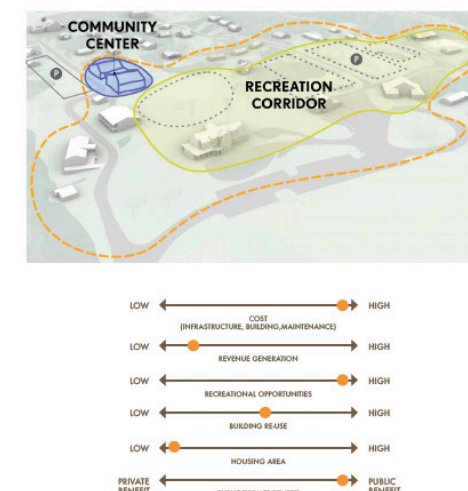 COMMUNITY
CENTER
P
P
RECREATION
CORRIDOR
LOW HIGH
COST
(INFRASTRUCTURE, BUILDING,MAINTENANCE)
LOW HIGH
REVENUE GENERATION
LOW HIGH
RECREATIONAL OPPORTUNITIES
LOW HIGH
BUILDING RE-USE
LOW HIGH
HOUSING AREA
PRIVATE PUBLIC
BENEFIT BENEFIT